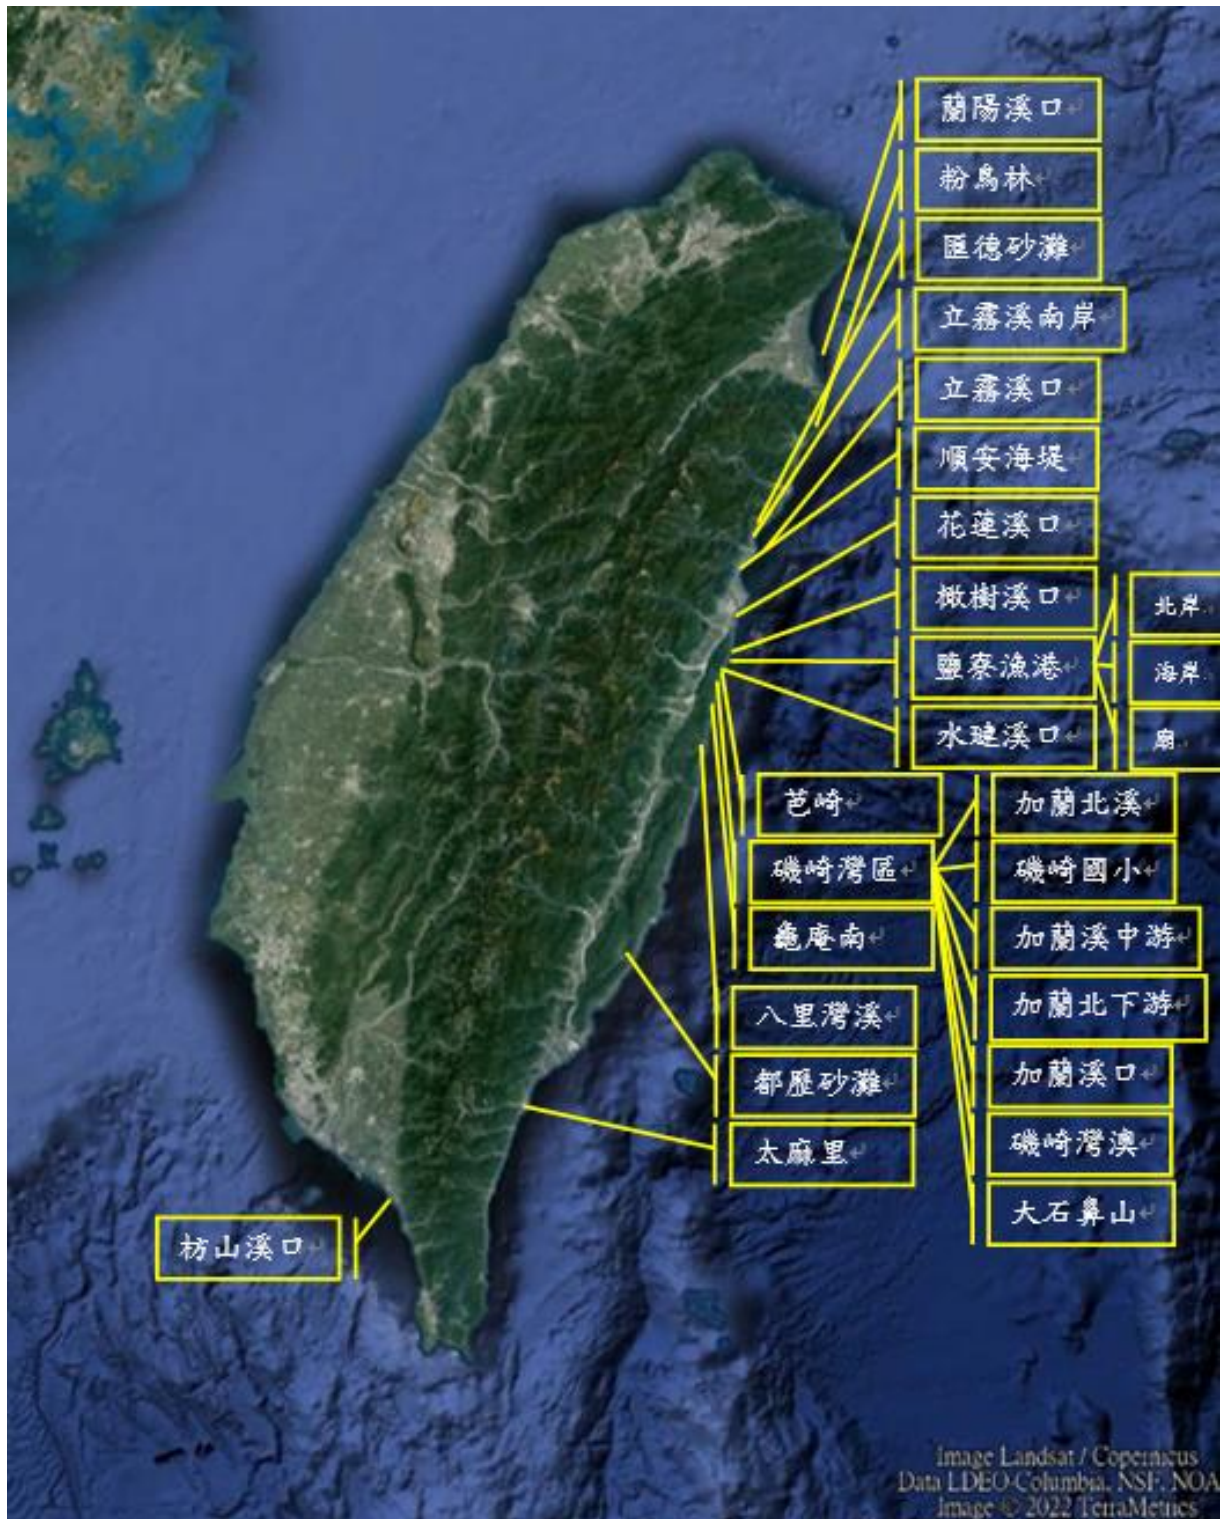 蘭陽溪口
粉鳥林
匯德砂灘
立霧溪南岸
立霧溪口
順安海堤
花蓮溪口
橄樹溪口
北岸
鹽寮漁港
海岸
水璉溪口
廟
芭崎
加蘭北溪
磯崎灣區
磯崎國小
龜庵南
加蘭溪中游
八里灣溪
加蘭北下游
都歷砂灘
加蘭溪口
太麻里
磯崎灣澳
大石鼻山
枋山溪口
Image Landsat / Copernicus
Data LDEO-Columbia, NSF, NOA
Image © 2022 TerraMetrics